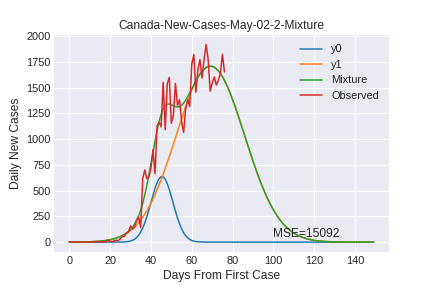 Canada-New-Cases-May-02-2-Mixture
2000
1750
1500
1250
1000
750
500
250
0
Daily New Cases
y0
y1
Mixture
Observed
MSE=15092
0 20 40 60 80 100 120 140
Days From First Case